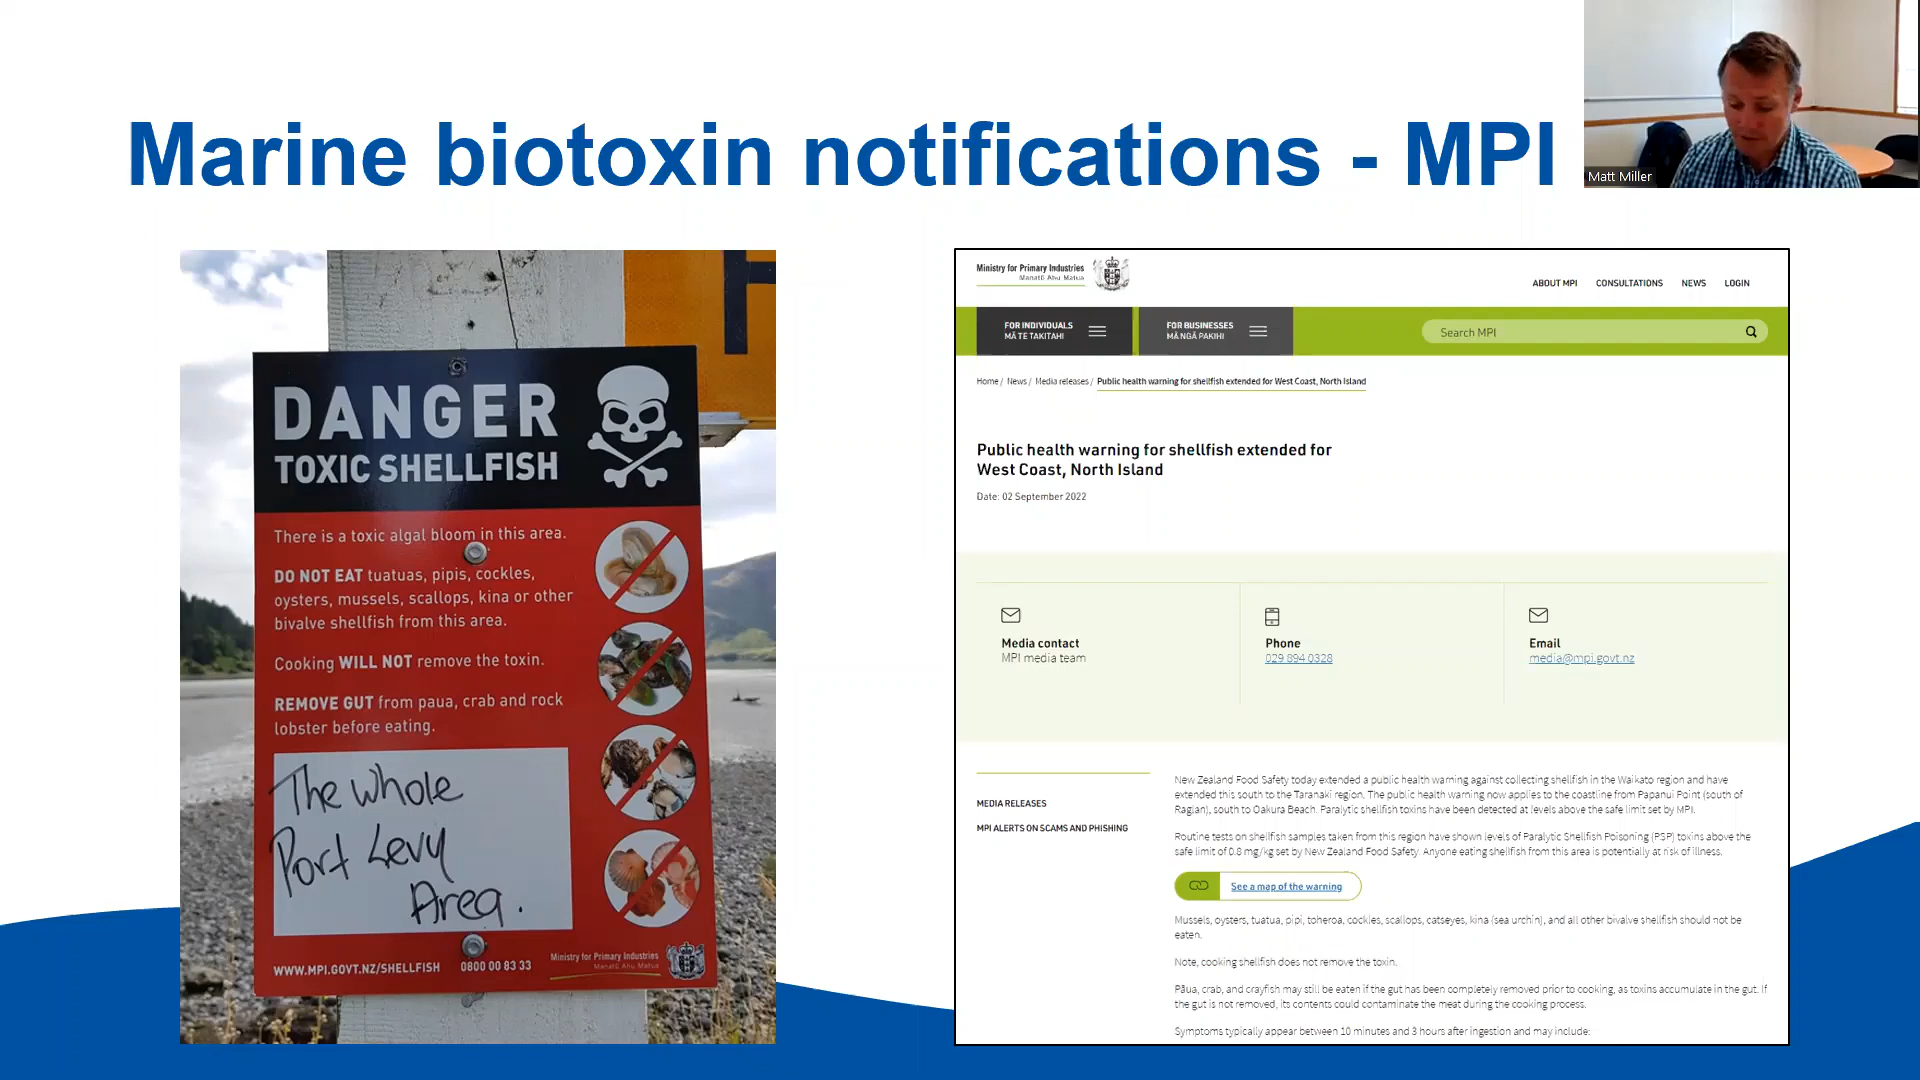 Marine biotoxin notifications - MPI
Matt Miller
DANGER
TOXIC SHELLFISH
There is a toxic algal bloom in this area.
DO NOT EAT tuatuas, pipis, cockles,
oysters, mussels, scallops, kina or other
bivalve shellfish from this area.
Cooking WILL NOT remove the toxin.
REMOVE GUT from paua, crab and rock
lobster before eating.
The whole
Port Levy
Area.
WWW.MPI.GOVT.NZ/SHELLFISH 0800 00 83 33
Ministry for Primary Industries
Manatū Ahu Matua
Ministry for Primary Industries
Manatū Ahu Matua
ABOUT MPI CONSULTATIONS NEWS LOGIN
FOR INDIVIDUALS
MĀ TE TAKITAHI
FOR BUSINESSES
MĀ NGĀ PAKIHI
Search MPI
Home / News / Media releases / Public health warning for shellfish extended for West Coast, North Island
Public health warning for shellfish extended for
West Coast, North Island
Date: 02 September 2022
Media contact
MPI media team
Phone
029 894 0328
Email
media@mpi.govt.nz
MEDIA RELEASES
MPI ALERTS ON SCAMS AND PHISHING
New Zealand Food Safety today extended a public health warning against collecting shellfish in the Waikato region and have
extended this south to the Taranaki region. The public health warning now applies to the coastline from Papanui Point (south of
Raglan), south to Oakura Beach. Paralytic shellfish toxins have been detected at levels above the safe limit set by MPI.
Routine tests on shellfish samples taken from this region have shown levels of Paralytic Shellfish Poisoning (PSP) toxins above the
safe limit of 0.8 mg/kg set by New Zealand Food Safety. Anyone eating shellfish from this area is potentially at risk of illness.
See a map of the warning
Mussels, oysters, tuatua, pipi, toheroa, cockles, scallops, catseyes, kina (sea urchin), and all other bivalve shellfish should not be
eaten.
Note, cooking shellfish does not remove the toxin.
Pāua, crab, and crayfish may still be eaten if the gut has been completely removed prior to cooking, as toxins accumulate in the gut. If
the gut is not removed, its contents could contaminate the meat during the cooking process.
Symptoms typically appear between 10 minutes and 3 hours after ingestion and may include: